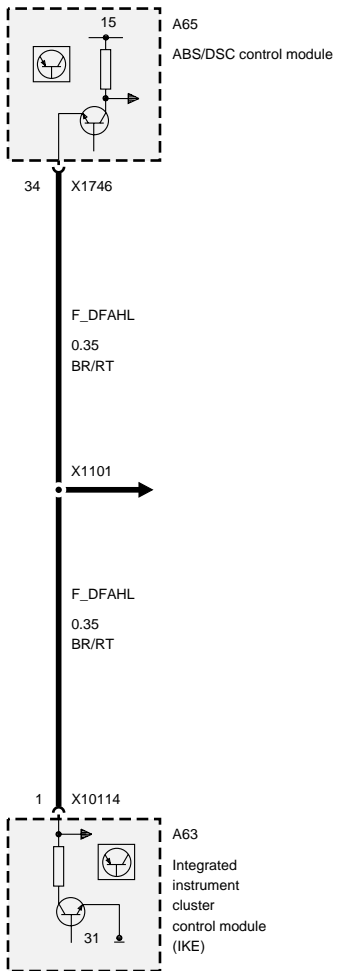 15
A65
ABS/DSC control module
34
X1746
F_DFAHL
0.35
BR/RT
X1101
F_DFAHL
0.35
BR/RT
1
X10114
A63
Integrated
instrument
cluster
control module
(IKE)
31